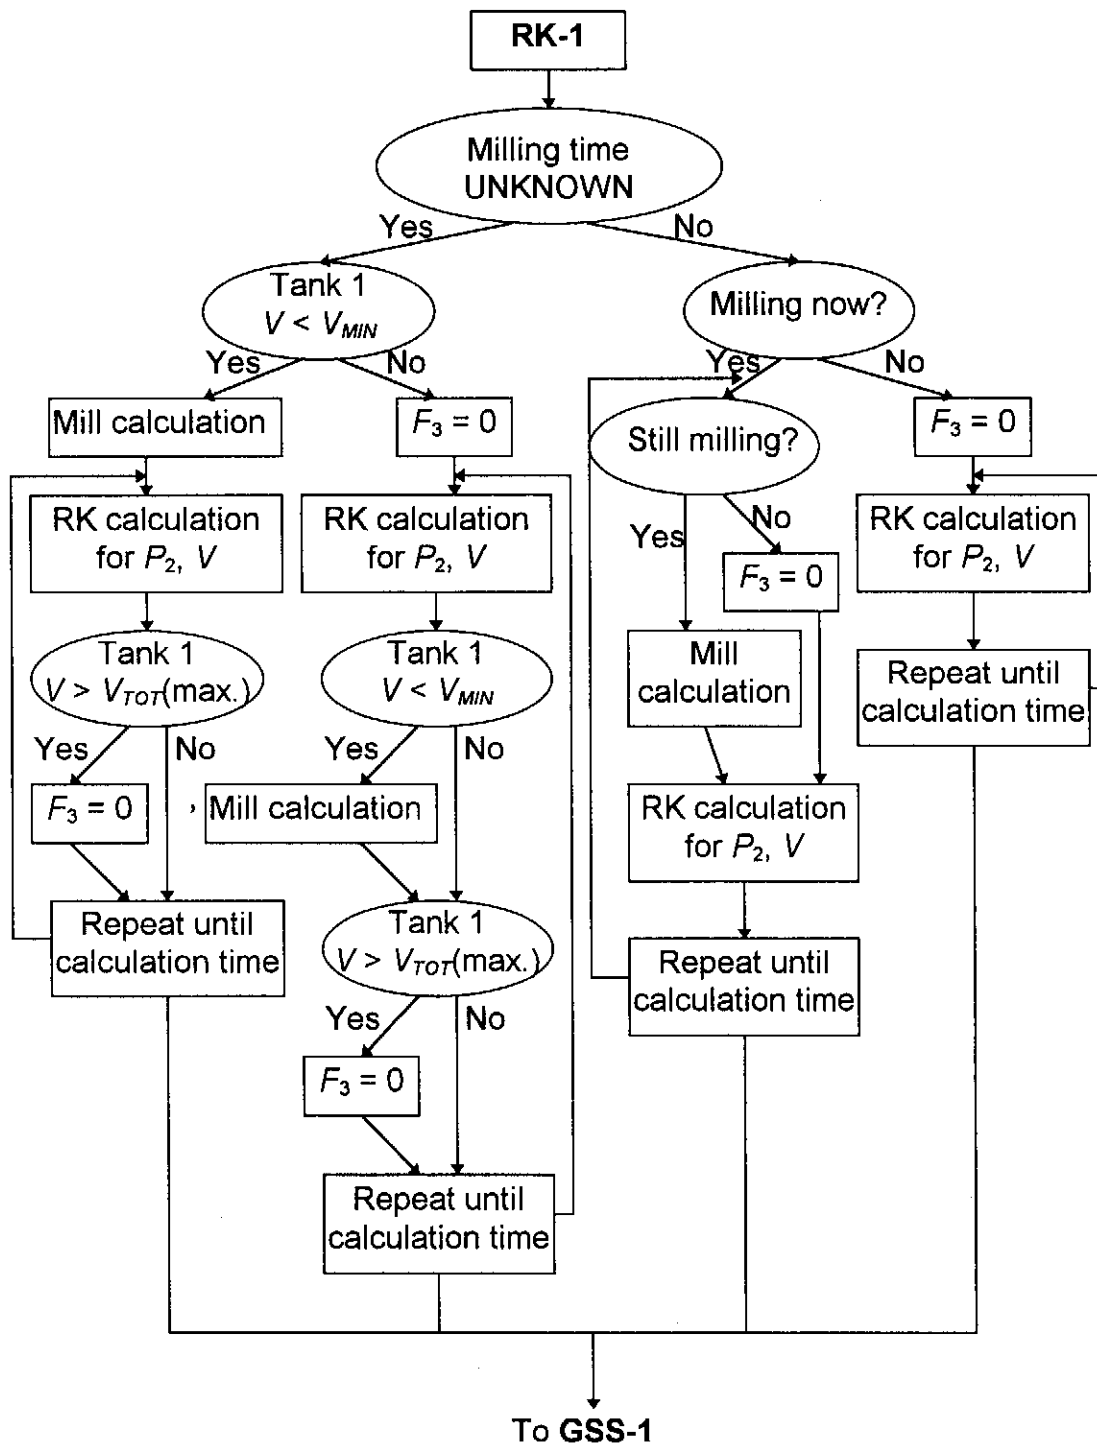 RK-1
Milling time
UNKNOWN
Yes
No
Tank 1
V < V_MIN
Milling now?
Yes
No
Yes
No
Mill calculation
F₃ = 0
Still milling?
F₃ = 0
RK calculation
for P₂, V
RK calculation
for P₂, V
Yes
No
F₃ = 0
RK calculation
for P₂, V
Tank 1
V > V_TOT(max.)
Tank 1
V < V_MIN
Mill
calculation
Repeat until
calculation time
Yes
No
Yes
No
F₃ = 0
Mill calculation
RK calculation
for P₂, V
Repeat until
calculation time
Tank 1
V > V_TOT(max.)
Repeat until
calculation time
Yes
No
F₃ = 0
Repeat until
calculation time
To GSS-1